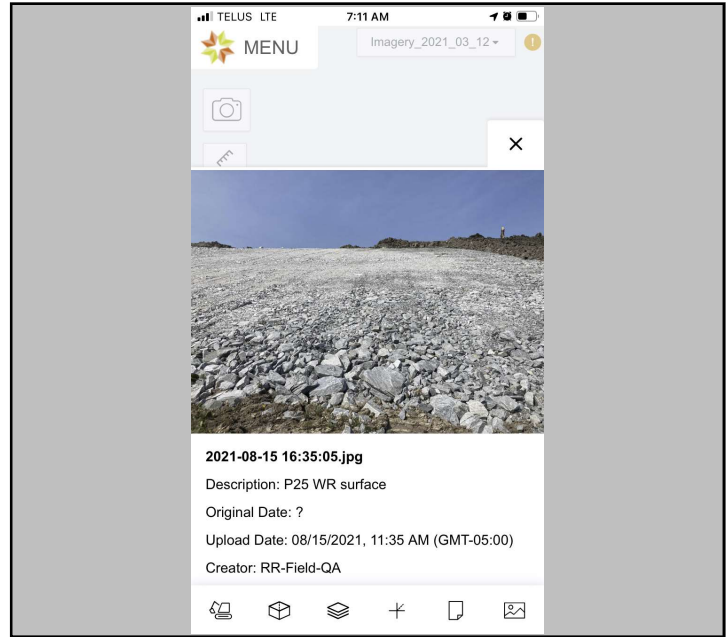 TELUS LTE 7:11 AM
MENU Imagery_2021_03_12
2021-08-15 16:35:05.jpg
Description: P25 WR surface
Original Date: ?
Upload Date: 08/15/2021, 11:35 AM (GMT-05:00)
Creator: RR-Field-QA